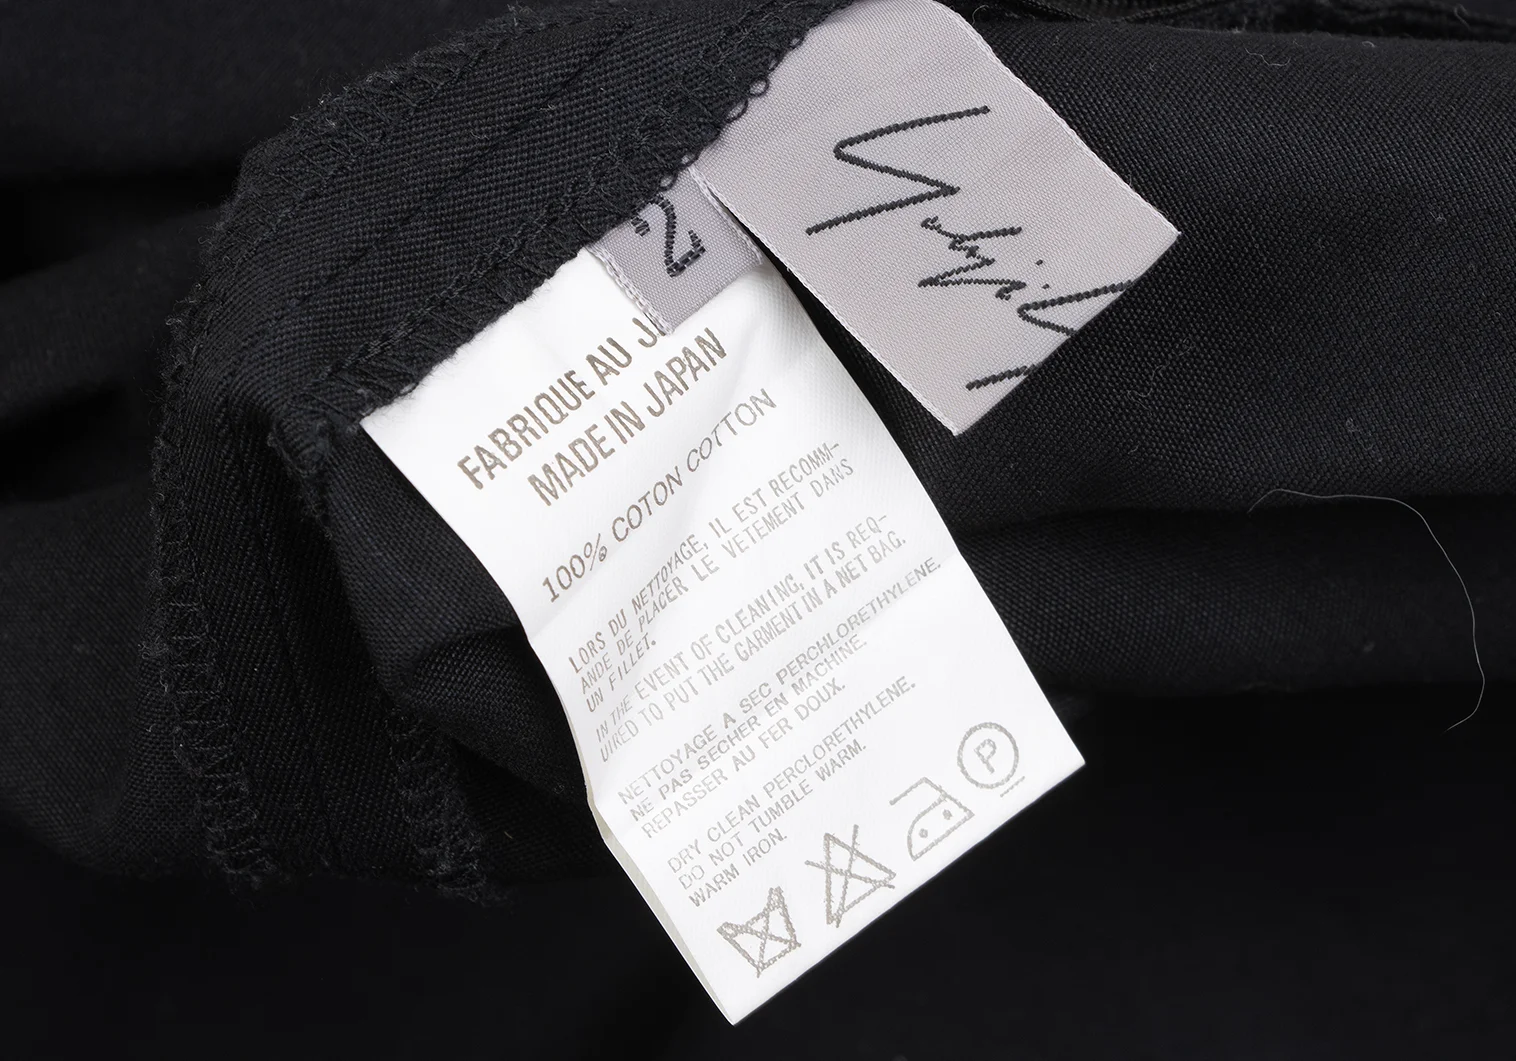 2
FABRIQUE AU
MADE IN JAPAN
100% COTON COTTON
LORS DU NETTOYAGE, IL EST RECOMM-
ANDE DE PLACER LE VETEMENT DANS
UN FILLET.
IN THE EVENT OF CLEANING, IT IS REQ-
UIRED TO PUT THE GARMENT IN A NET BAG.
NETTOYAGE A SEC PERCHLORETHYLENE.
NE PAS SECHER EN MACHINE.
REPASSER AU FER DOUX.
DRY CLEAN PERCLORETHYLENE.
DO NOT TUMBLE WARM.
WARM IRON.
P